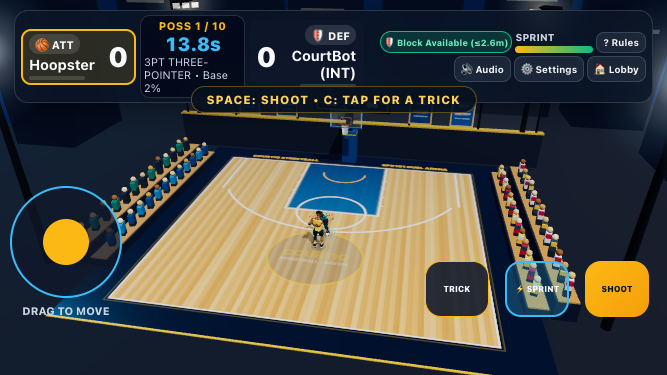 🏀 ATT
Hoopster
0
POSS 1 / 10
13.8s
3PT THREE-
POINTER • Base
2%
0
🛡 DEF
CourtBot
(INT)
🛡 Block Available (≤2.6m)
SPRINT
? Rules
🔊 Audio
⚙ Settings
🏠 Lobby
SPACE: SHOOT • C: TAP FOR A TRICK
DRAG TO MOVE
TRICK
⚡ SPRINT
SHOOT